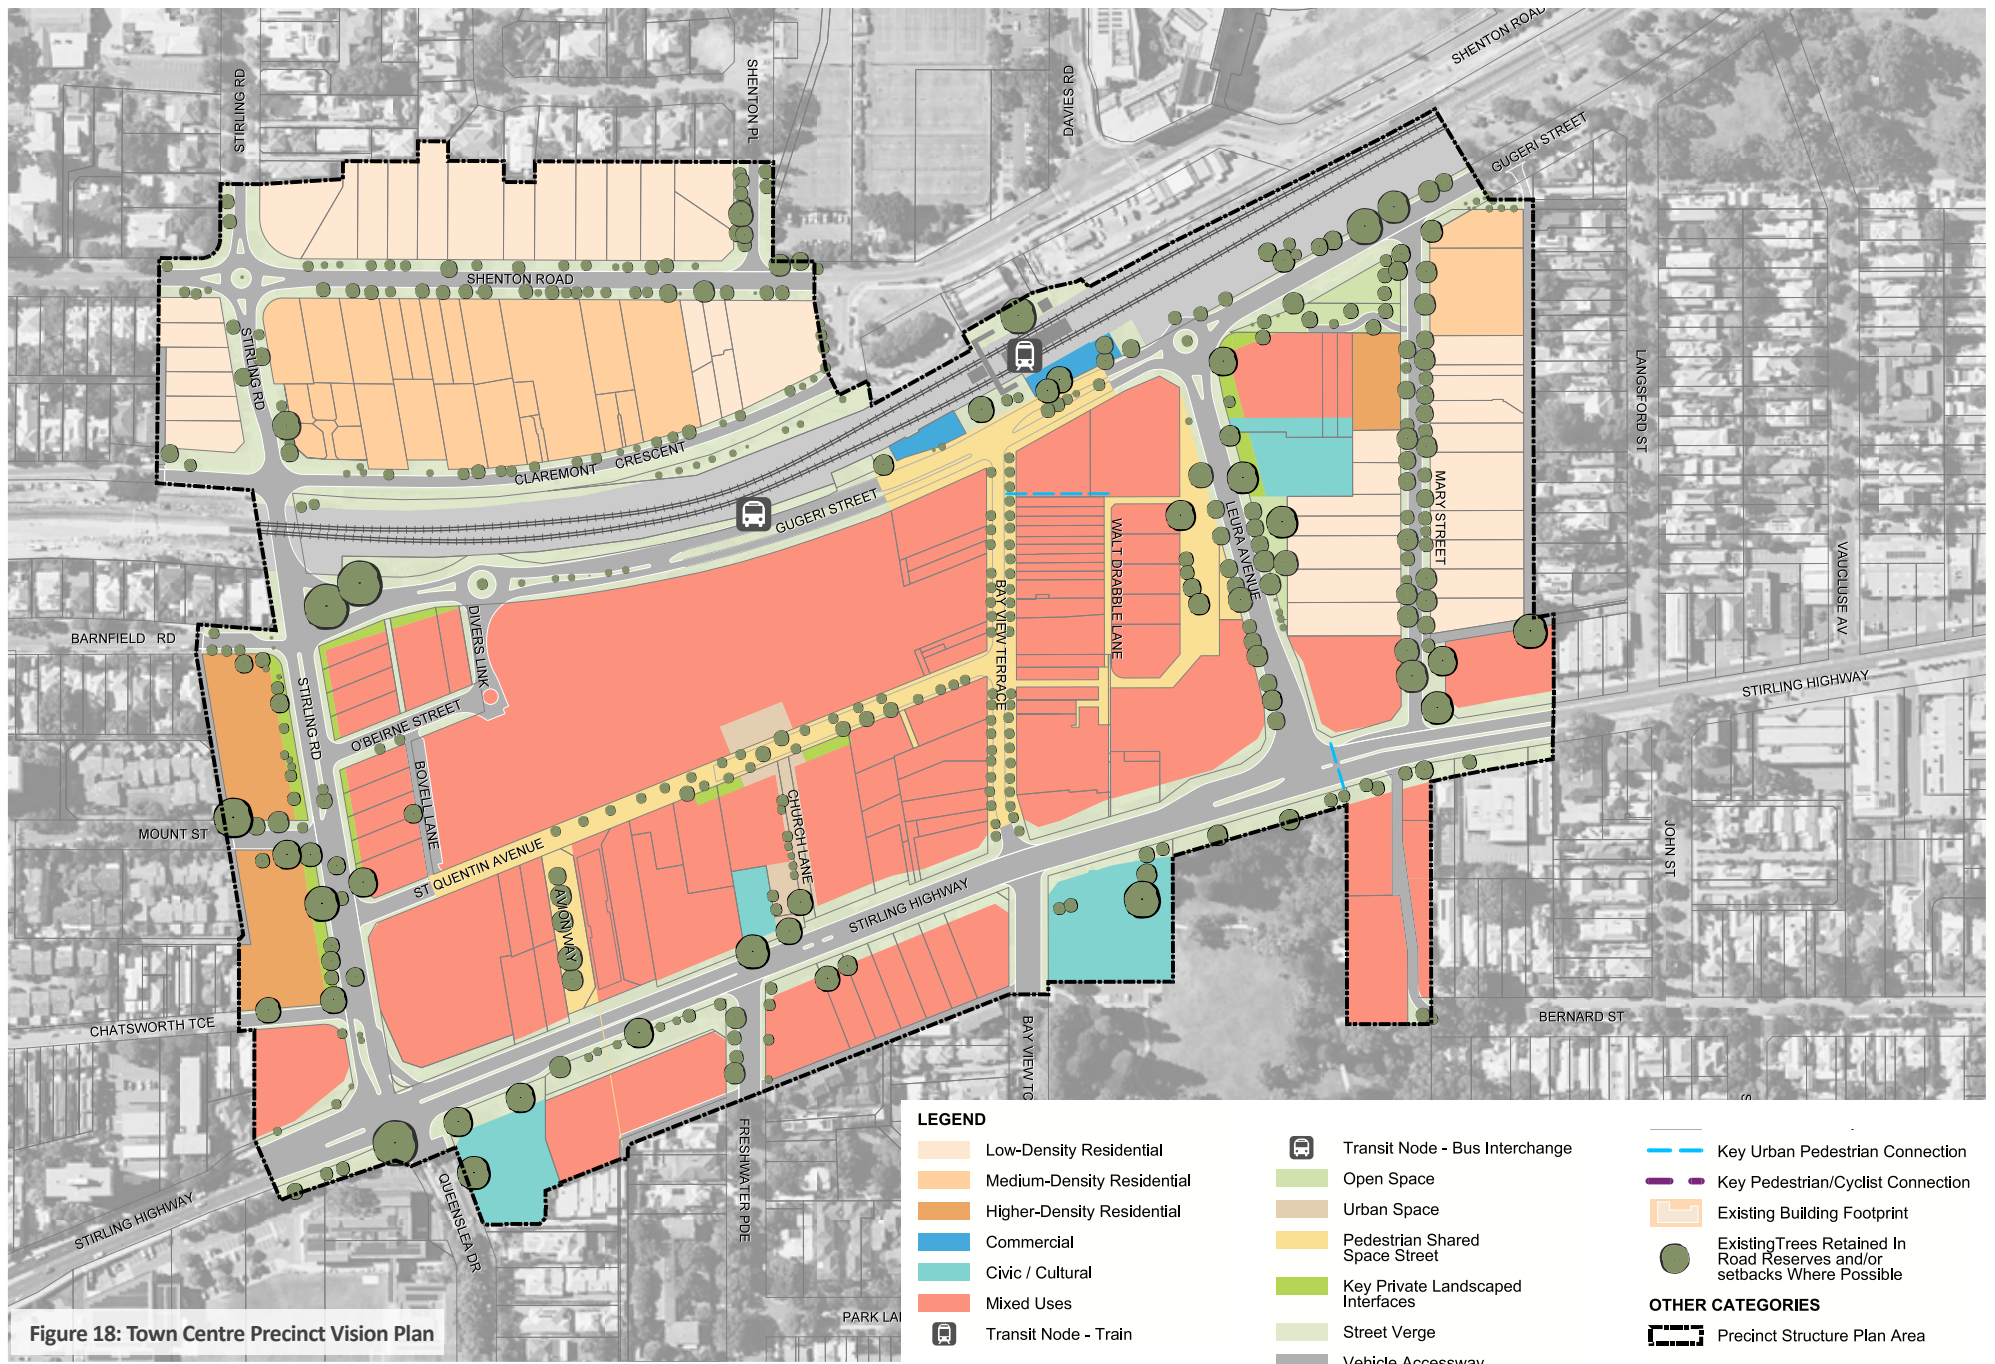 SHENTON ROAD
STIRLING RD
SHENTON PL
DAVIES RD
GUGERI STREET
SHENTON ROAD
STIRLING RD
LANGSFORD ST
CLAREMONT CRESCENT
GUGERI STREET
MARY STREET
LEURA AVENUE
WALT DRABBLE LANE
VAUCLUSE AV
BAY VIEW TERRACE
BARNFIELD RD
DIVERS LINK
STIRLING RD
O'BEIRNE STREET
STIRLING HIGHWAY
BOVELL LANE
CHURCH LANE
MOUNT ST
JOHN ST
ST QUENTIN AVENUE
AVION WAY
STIRLING HIGHWAY
CHATSWORTH TCE
BERNARD ST
BAY VIEW TC
FRESHWATER PDE
QUEENSLEA DR
STIRLING HIGHWAY
PARK LA
Figure 18: Town Centre Precinct Vision Plan
LEGEND
Low-Density Residential
Medium-Density Residential
Higher-Density Residential
Commercial
Civic / Cultural
Mixed Uses
Transit Node - Train
Transit Node - Bus Interchange
Open Space
Urban Space
Pedestrian Shared
Space Street
Key Private Landscaped
Interfaces
Street Verge
Vehicle Accessway
Key Urban Pedestrian Connection
Key Pedestrian/Cyclist Connection
Existing Building Footprint
ExistingTrees Retained In
Road Reserves and/or
setbacks Where Possible
OTHER CATEGORIES
Precinct Structure Plan Area